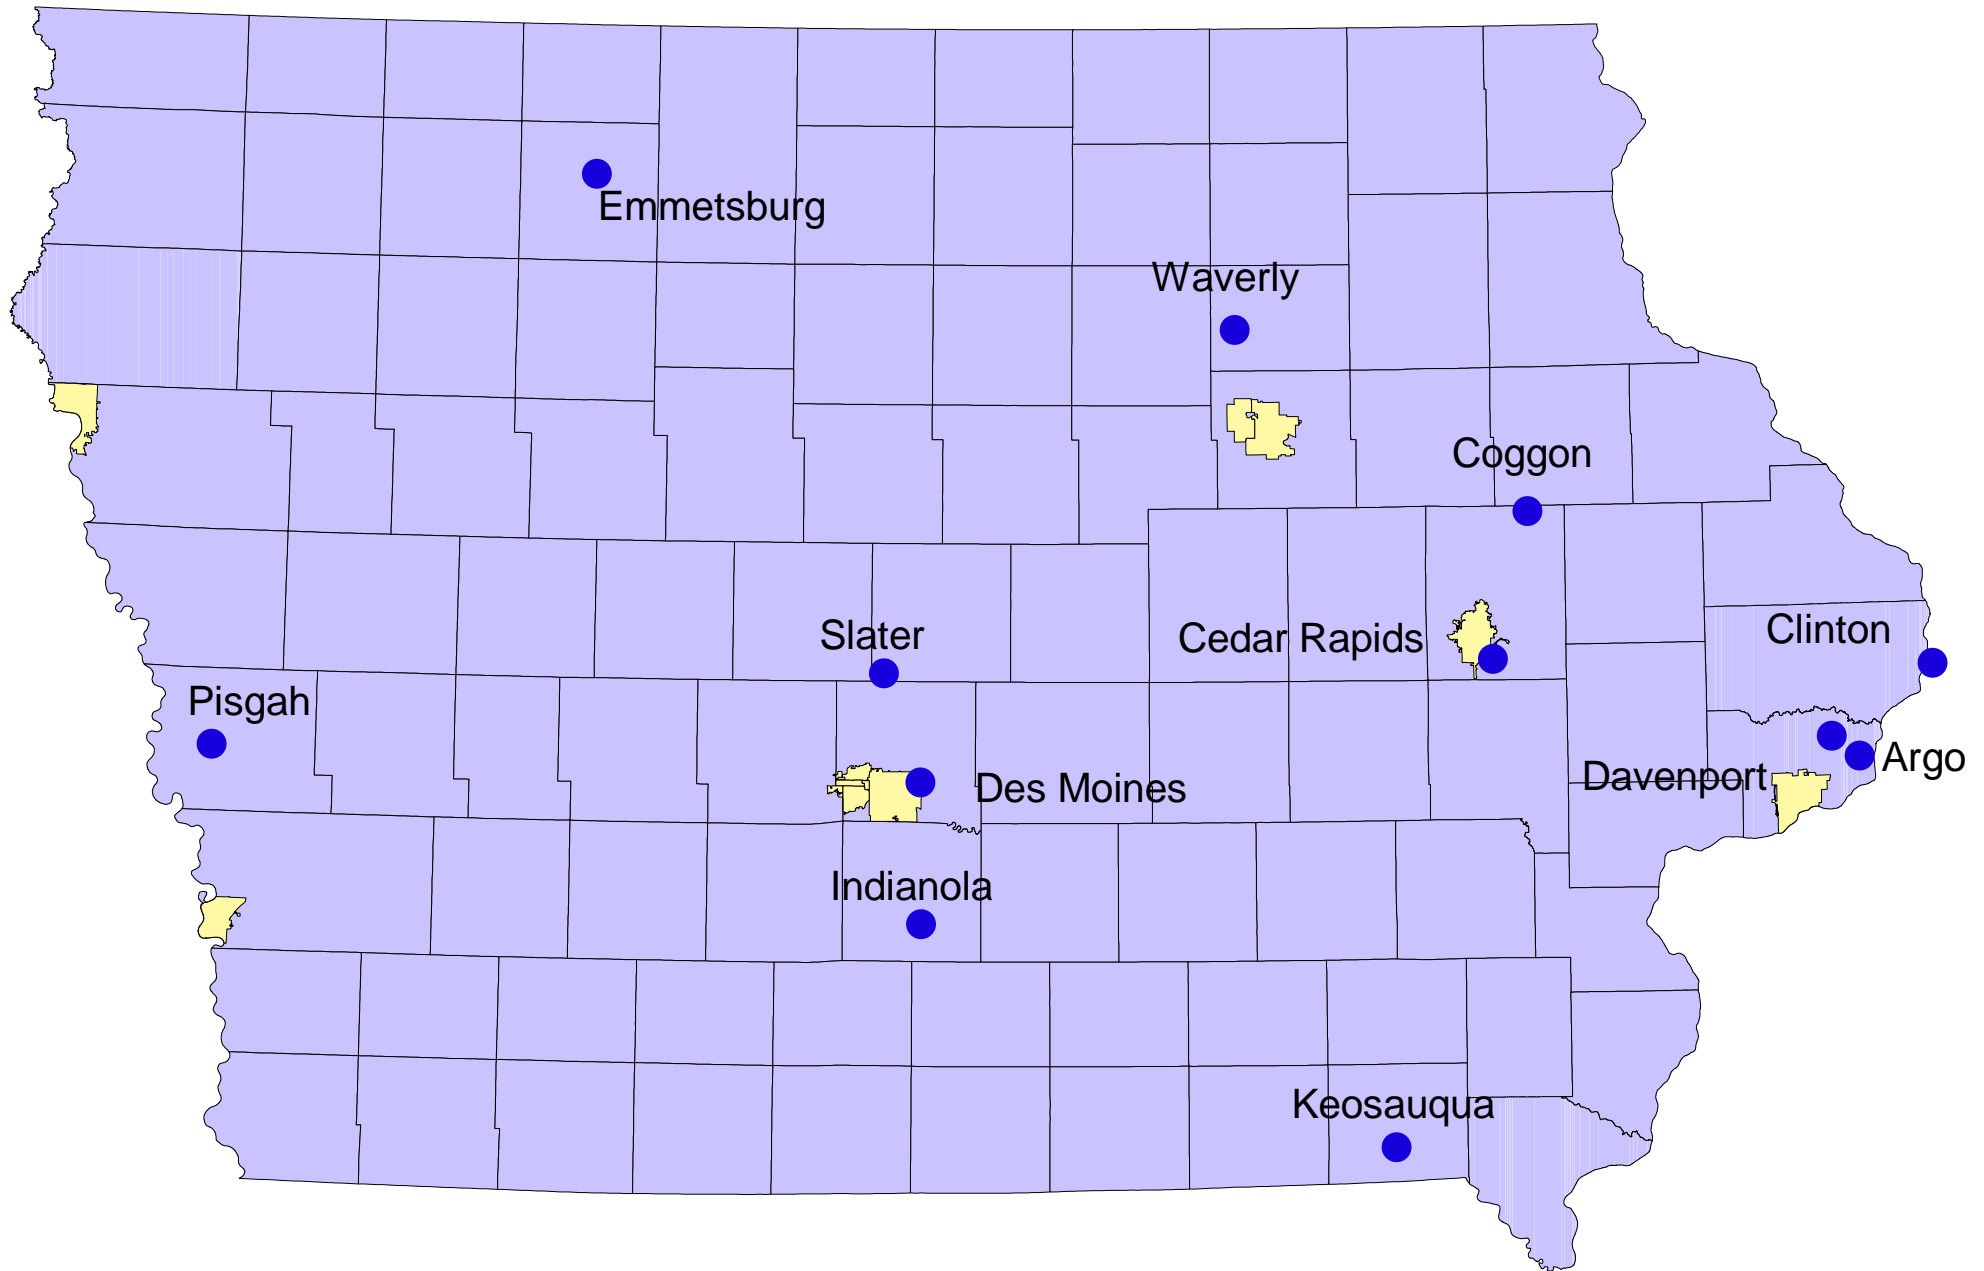 Emmetsburg
Waverly
Coggon
Slater
Cedar Rapids
Clinton
Pisgah
Argo
Davenport
Des Moines
Indianola
Keosauqua